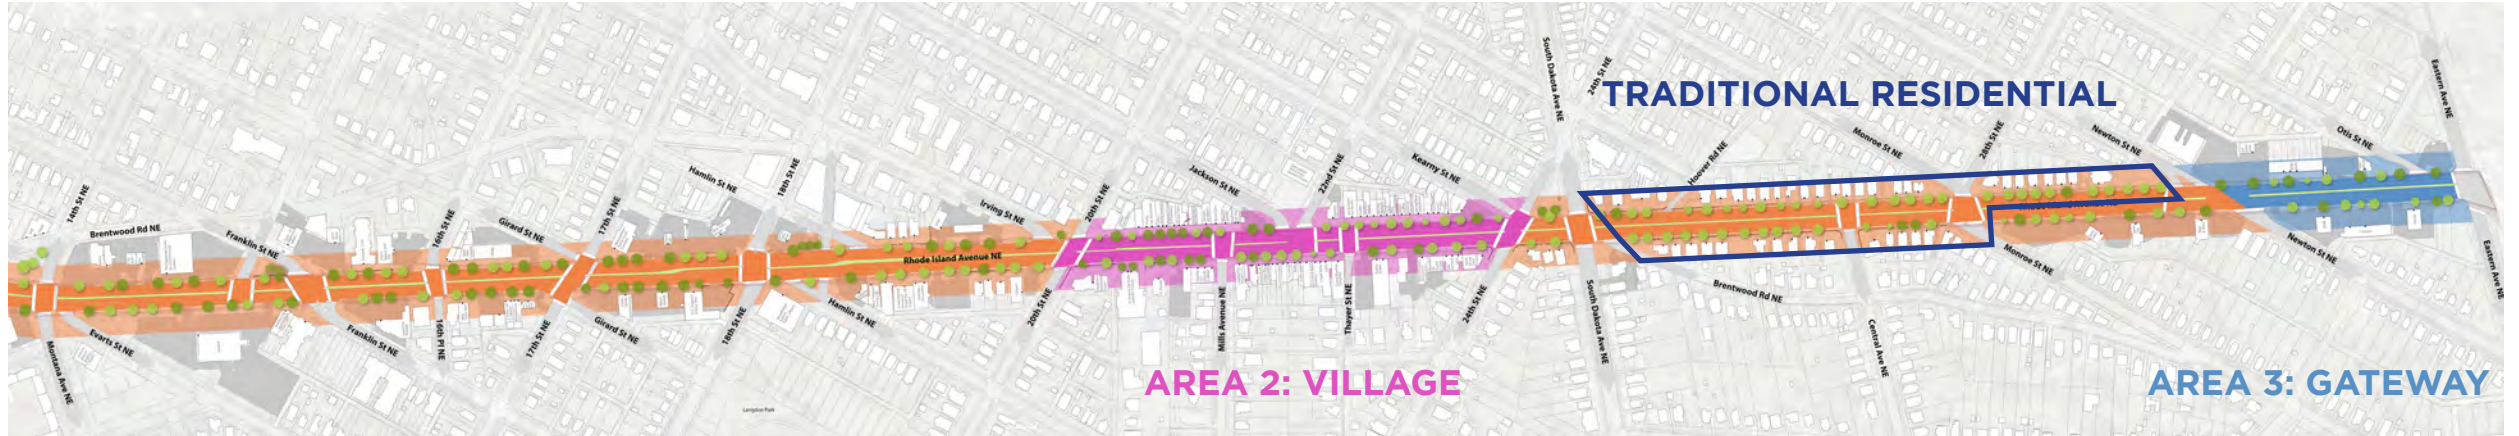 TRADITIONAL RESIDENTIAL
South Dakota Ave NE
24th St NE
Eastern Ave NE
Monroe St NE
28th St NE
Newton St NE
Otis St NE
14th St NE
Hamlin St NE
18th St NE
Jackson St NE
22nd St NE
Kearny St NE
Hoover Rd NE
Brentwood Rd NE
Franklin St NE
16th St NE
Girard St NE
17th St NE
Irving St NE
20th St NE
Rhode Island Avenue NE
Montana Ave NE
Evarts St NE
Franklin St NE
16th Pl NE
17th St NE
Girard St NE
18th St NE
Hamlin St NE
20th St NE
Mills Avenue NE
Thayer St NE
24th St NE
South Dakota Ave NE
Brentwood Rd NE
Central Ave NE
Monroe St NE
Newton St NE
Eastern Ave NE
AREA 2: VILLAGE
AREA 3: GATEWAY
Langdon Park